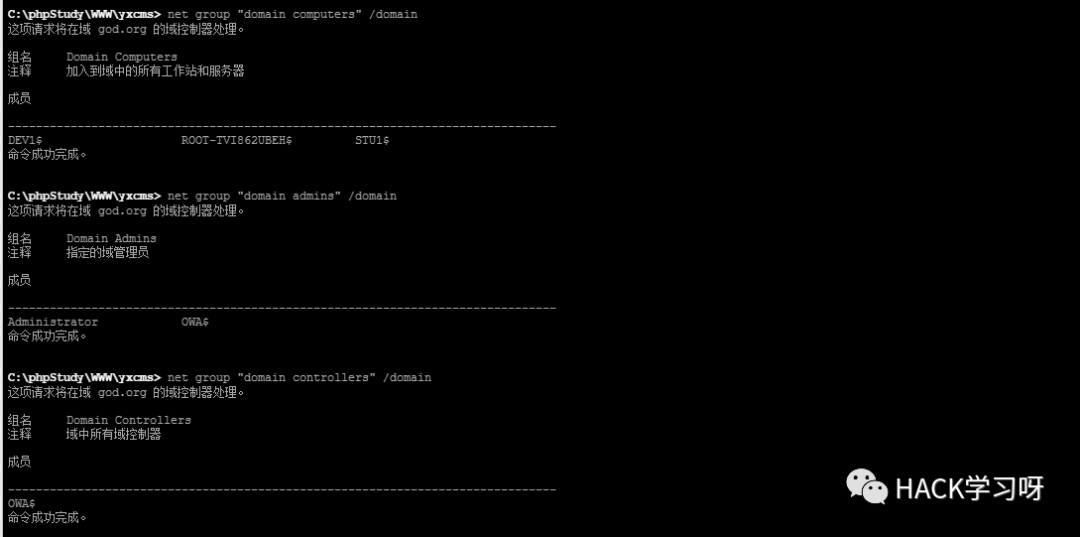 C:\phpStudy\WWW\yxcms> net group "domain computers" /domain
这项请求将在域 god.org 的域控制器处理。
组名 Domain Computers
注释 加入到域中的所有工作站和服务器
成员
-------------------------------------------------------------------------------
DEV1$ ROOT-TVI862UBEH$ STU1$
命令成功完成。
C:\phpStudy\WWW\yxcms> net group "domain admins" /domain
这项请求将在域 god.org 的域控制器处理。
组名 Domain Admins
注释 指定的域管理员
成员
-------------------------------------------------------------------------------
Administrator OWA$
命令成功完成。
C:\phpStudy\WWW\yxcms> net group "domain controllers" /domain
这项请求将在域 god.org 的域控制器处理。
组名 Domain Controllers
注释 域中所有域控制器
成员
-------------------------------------------------------------------------------
OWA$
命令成功完成。
HACK学习呀